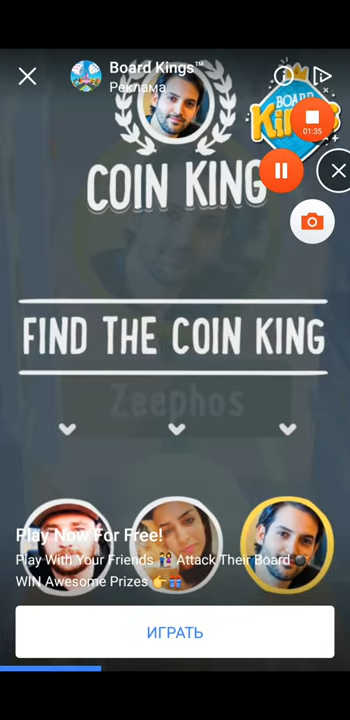 Board Kings™
Реклама
BOARD
Kings
01:35
COIN KING
FIND THE COIN KING
Zeephos
Play Now For Free!
Play With Your Friends 👫 Attack Their Board 💣
WIN Awesome Prizes 👉🎁
ИГРАТЬ